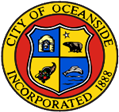 CITY OF OCEANSIDE
INCORPORATED 1888